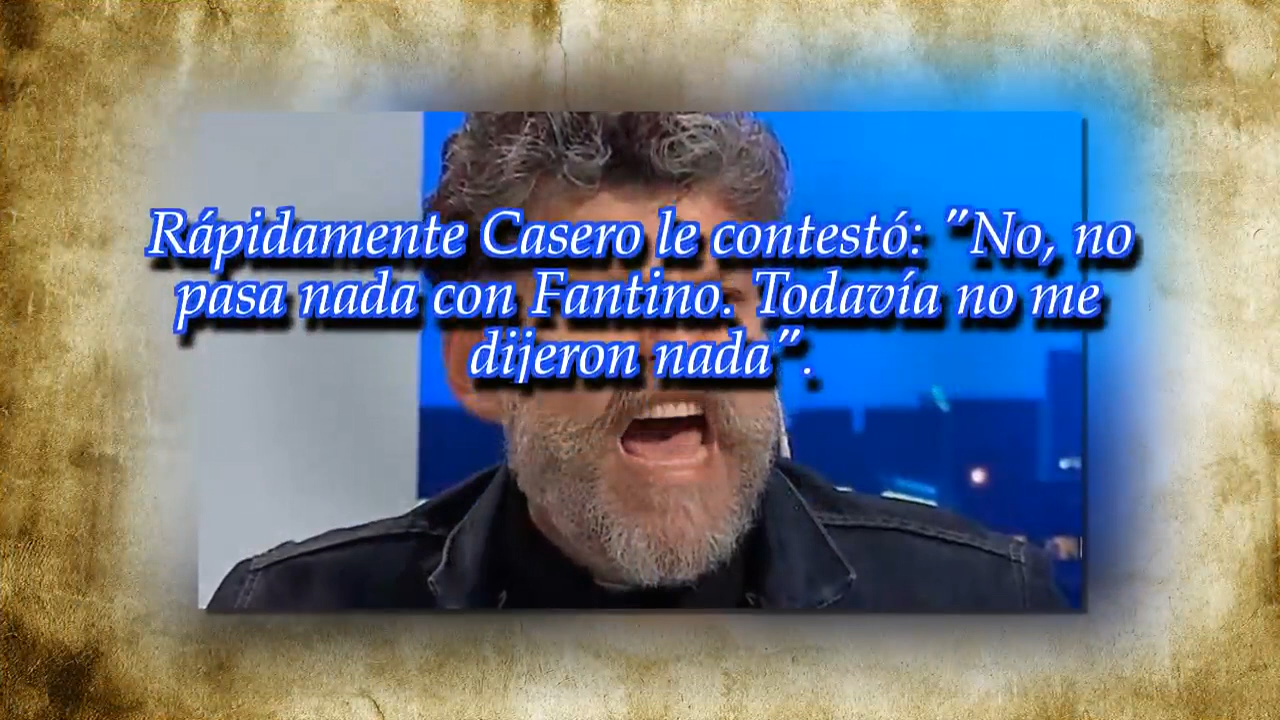 Rápidamente Casero le contestó: "No, no
pasa nada con Fantino. Todavía no me
dijeron nada”.